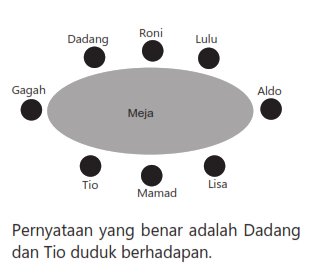 Roni
Dadang
Lulu
Gagah
Aldo
Meja
Tio
Lisa
Mamad
Pernyataan yang benar adalah Dadang
dan Tio duduk berhadapan.